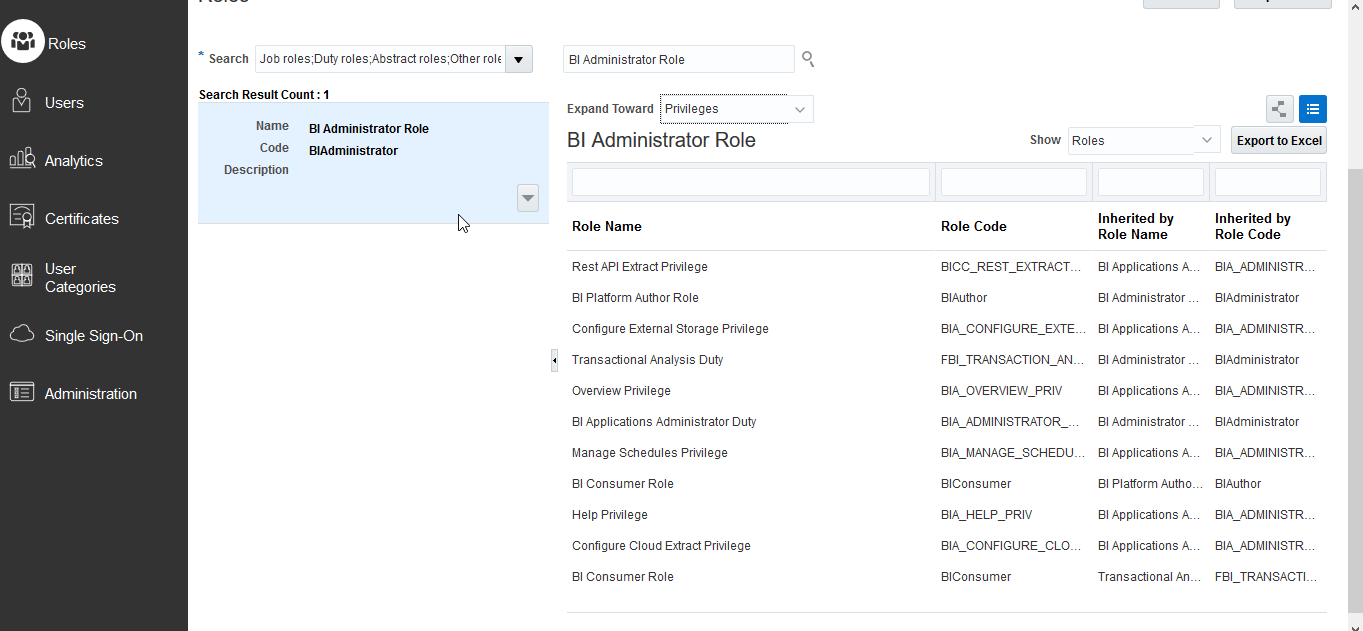 Roles
Users
Analytics
Certificates
User
Categories
Single Sign-On
Administration
* Search
Job roles;Duty roles;Abstract roles;Other role
BI Administrator Role
Search Result Count : 1
Name BI Administrator Role
Code BIAdministrator
Description
Expand Toward Privileges
BI Administrator Role
Show Roles
Export to Excel
Role Name Role Code Inherited by Role Name Inherited by Role Code
Rest API Extract Privilege BICC_REST_EXTRACT... BI Applications A... BIA_ADMINISTR...
BI Platform Author Role BIAuthor BI Administrator ... BIAdministrator
Configure External Storage Privilege BIA_CONFIGURE_EXTE... BI Applications A... BIA_ADMINISTR...
Transactional Analysis Duty FBI_TRANSACTION_AN... BI Administrator ... BIAdministrator
Overview Privilege BIA_OVERVIEW_PRIV BI Applications A... BIA_ADMINISTR...
BI Applications Administrator Duty BIA_ADMINISTRATOR_... BI Administrator ... BIAdministrator
Manage Schedules Privilege BIA_MANAGE_SCHEDU... BI Applications A... BIA_ADMINISTR...
BI Consumer Role BIConsumer BI Platform Autho... BIAuthor
Help Privilege BIA_HELP_PRIV BI Applications A... BIA_ADMINISTR...
Configure Cloud Extract Privilege BIA_CONFIGURE_CLO... BI Applications A... BIA_ADMINISTR...
BI Consumer Role BIConsumer Transactional An... FBI_TRANSACTI...